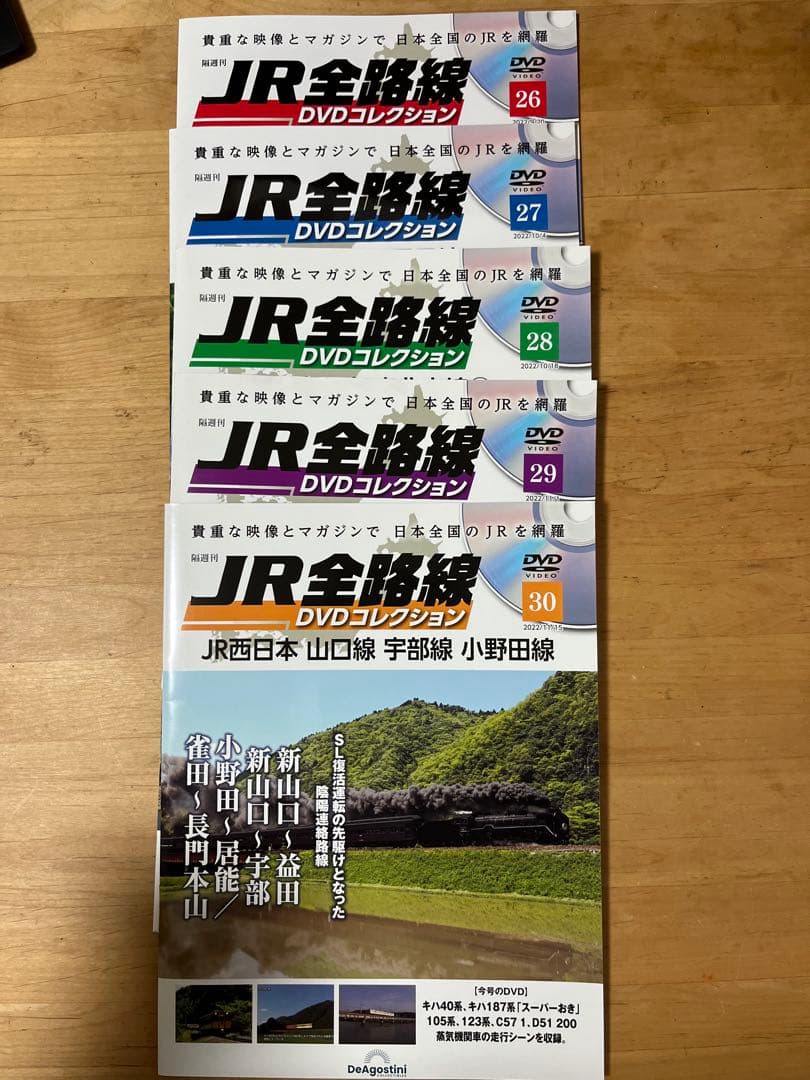 貴重な映像とマガジンで 日本全国のJRを網羅
隔週刊
JR全路線
DVDコレクション
DVD
VIDEO
26
貴重な映像とマガジンで 日本全国のJRを網羅
隔週刊
JR全路線
DVDコレクション
DVD
VIDEO
27
2022/10/4
貴重な映像とマガジンで 日本全国のJRを網羅
隔週刊
JR全路線
DVDコレクション
DVD
VIDEO
28
2022/10/18
貴重な映像とマガジンで 日本全国のJRを網羅
隔週刊
JR全路線
DVDコレクション
DVD
VIDEO
29
貴重な映像とマガジンで 日本全国のJRを網羅
隔週刊
JR全路線
DVDコレクション
DVD
VIDEO
30
2022/11/15
JR西日本 山口線 宇部線 小野田線
SL復活運転の先駆けとなった
陰陽連絡路線
新山口〜益田
新山口〜宇部
小野田〜居能/
雀田〜長門本山
【今号のDVD】
キハ40系、キハ187系「スーパーおき」
105系、123系、C57 1、D51 200
蒸気機関車の走行シーンを収録。
DeAgostini
COLLECTIBLES